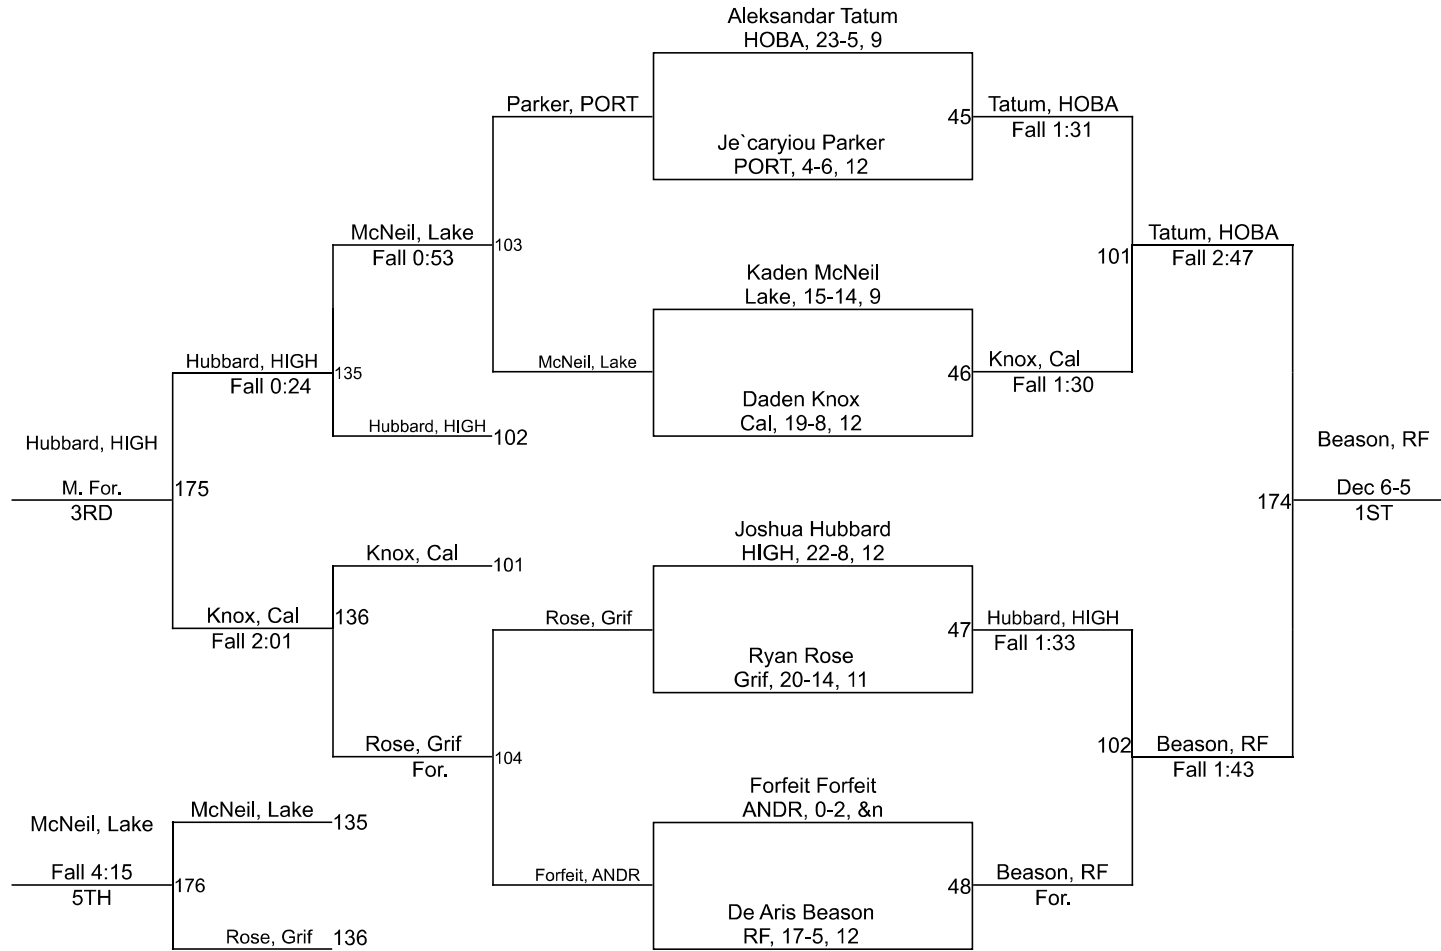 Aleksandar Tatum
HOBA, 23-5, 9
Parker, PORT
45
Tatum, HOBA
Fall 1:31
Je`caryiou Parker
PORT, 4-6, 12
McNeil, Lake
Fall 0:53
103
101
Tatum, HOBA
Fall 2:47
Kaden McNeil
Lake, 15-14, 9
Hubbard, HIGH
Fall 0:24
135
McNeil, Lake
46
Knox, Cal
Fall 1:30
Daden Knox
Cal, 19-8, 12
Hubbard, HIGH
102
Hubbard, HIGH
M. For.
3RD
175
Beason, RF
174
Dec 6-5
1ST
Joshua Hubbard
HIGH, 22-8, 12
Knox, Cal
101
Knox, Cal
Fall 2:01
136
Rose, Grif
47
Hubbard, HIGH
Fall 1:33
Ryan Rose
Grif, 20-14, 11
Rose, Grif
For.
104
102
Beason, RF
Fall 1:43
Forfeit Forfeit
ANDR, 0-2, &n
McNeil, Lake
McNeil, Lake
135
Fall 4:15
5TH
176
Forfeit, ANDR
48
Beason, RF
For.
De Aris Beason
RF, 17-5, 12
Rose, Grif
136